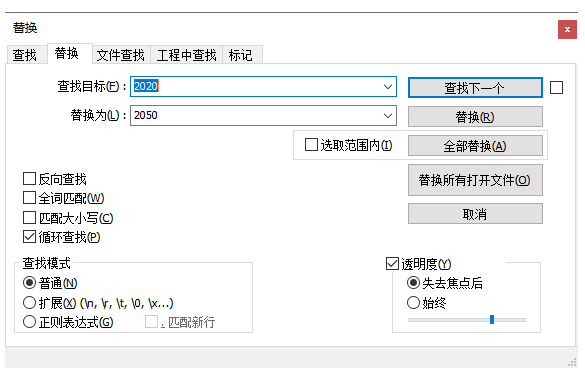 替换
x
查找 替换 文件查找 工程中查找 标记
查找目标(F)： 2020 查找下一个
替换为(L)： 2050 替换(R)
选取范围内(I) 全部替换(A)
替换所有打开文件(O)
取消
反向查找
全词匹配(W)
匹配大小写(C)
循环查找(P)
查找模式
普通(N)
扩展(X) (\n, \r, \t, \0, \x...)
正则表达式(G) . 匹配新行
透明度(Y)
失去焦点后
始终